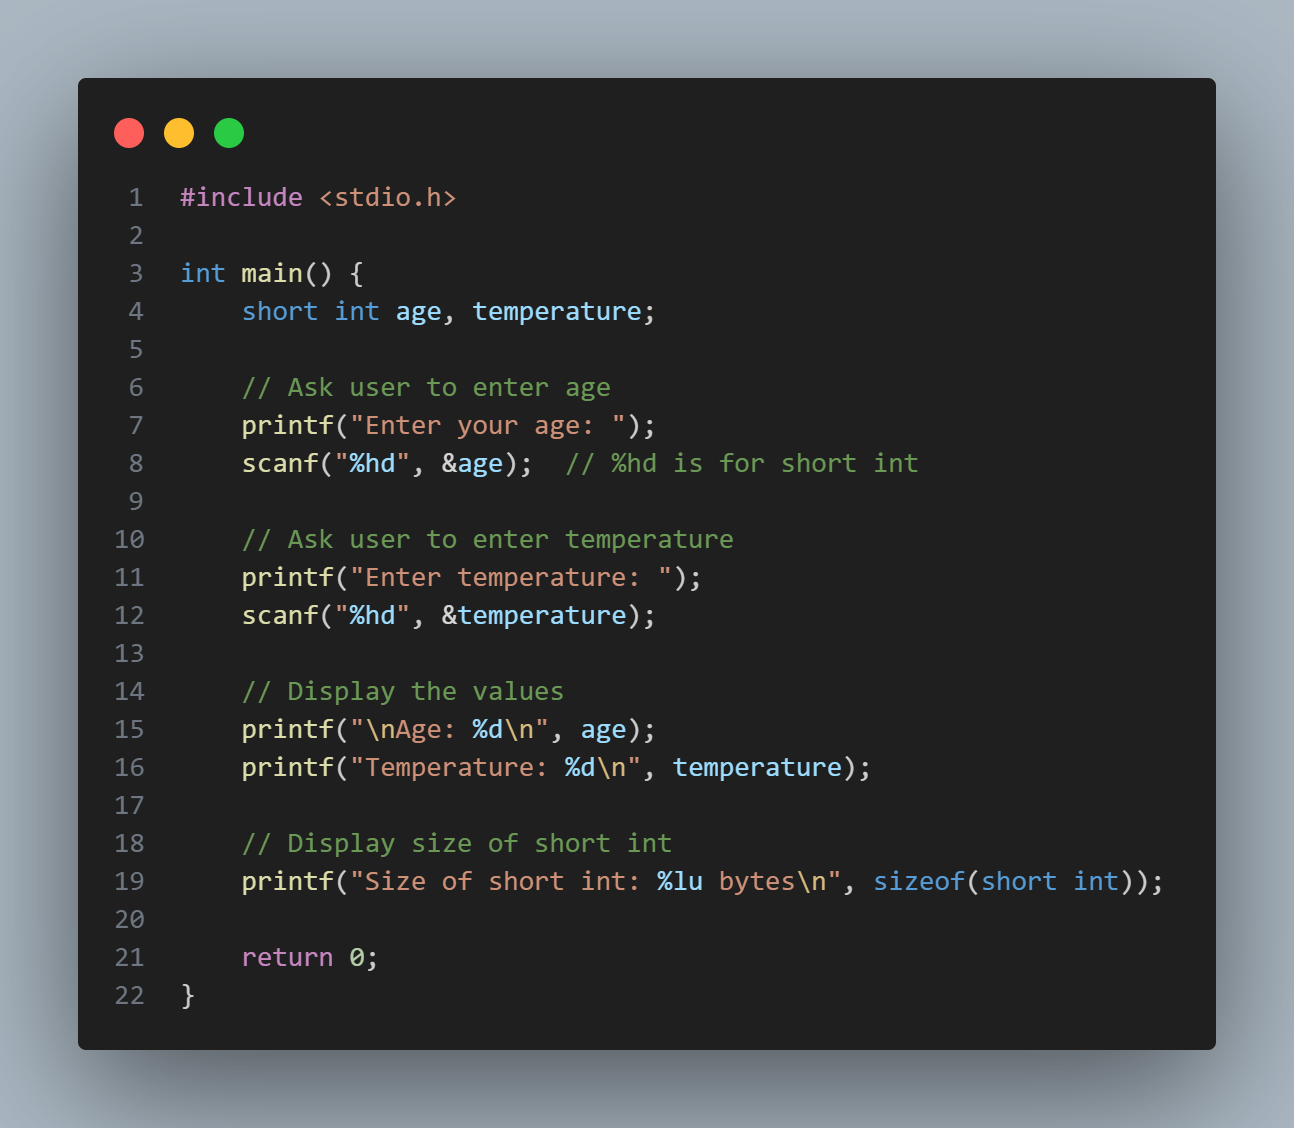 1 #include <stdio.h>
2
3 int main() {
4     short int age, temperature;
5
6     // Ask user to enter age
7     printf("Enter your age: ");
8     scanf("%hd", &age);  // %hd is for short int
9
10     // Ask user to enter temperature
11     printf("Enter temperature: ");
12     scanf("%hd", &temperature);
13
14     // Display the values
15     printf("\nAge: %d\n", age);
16     printf("Temperature: %d\n", temperature);
17
18     // Display size of short int
19     printf("Size of short int: %lu bytes\n", sizeof(short int));
20
21     return 0;
22 }